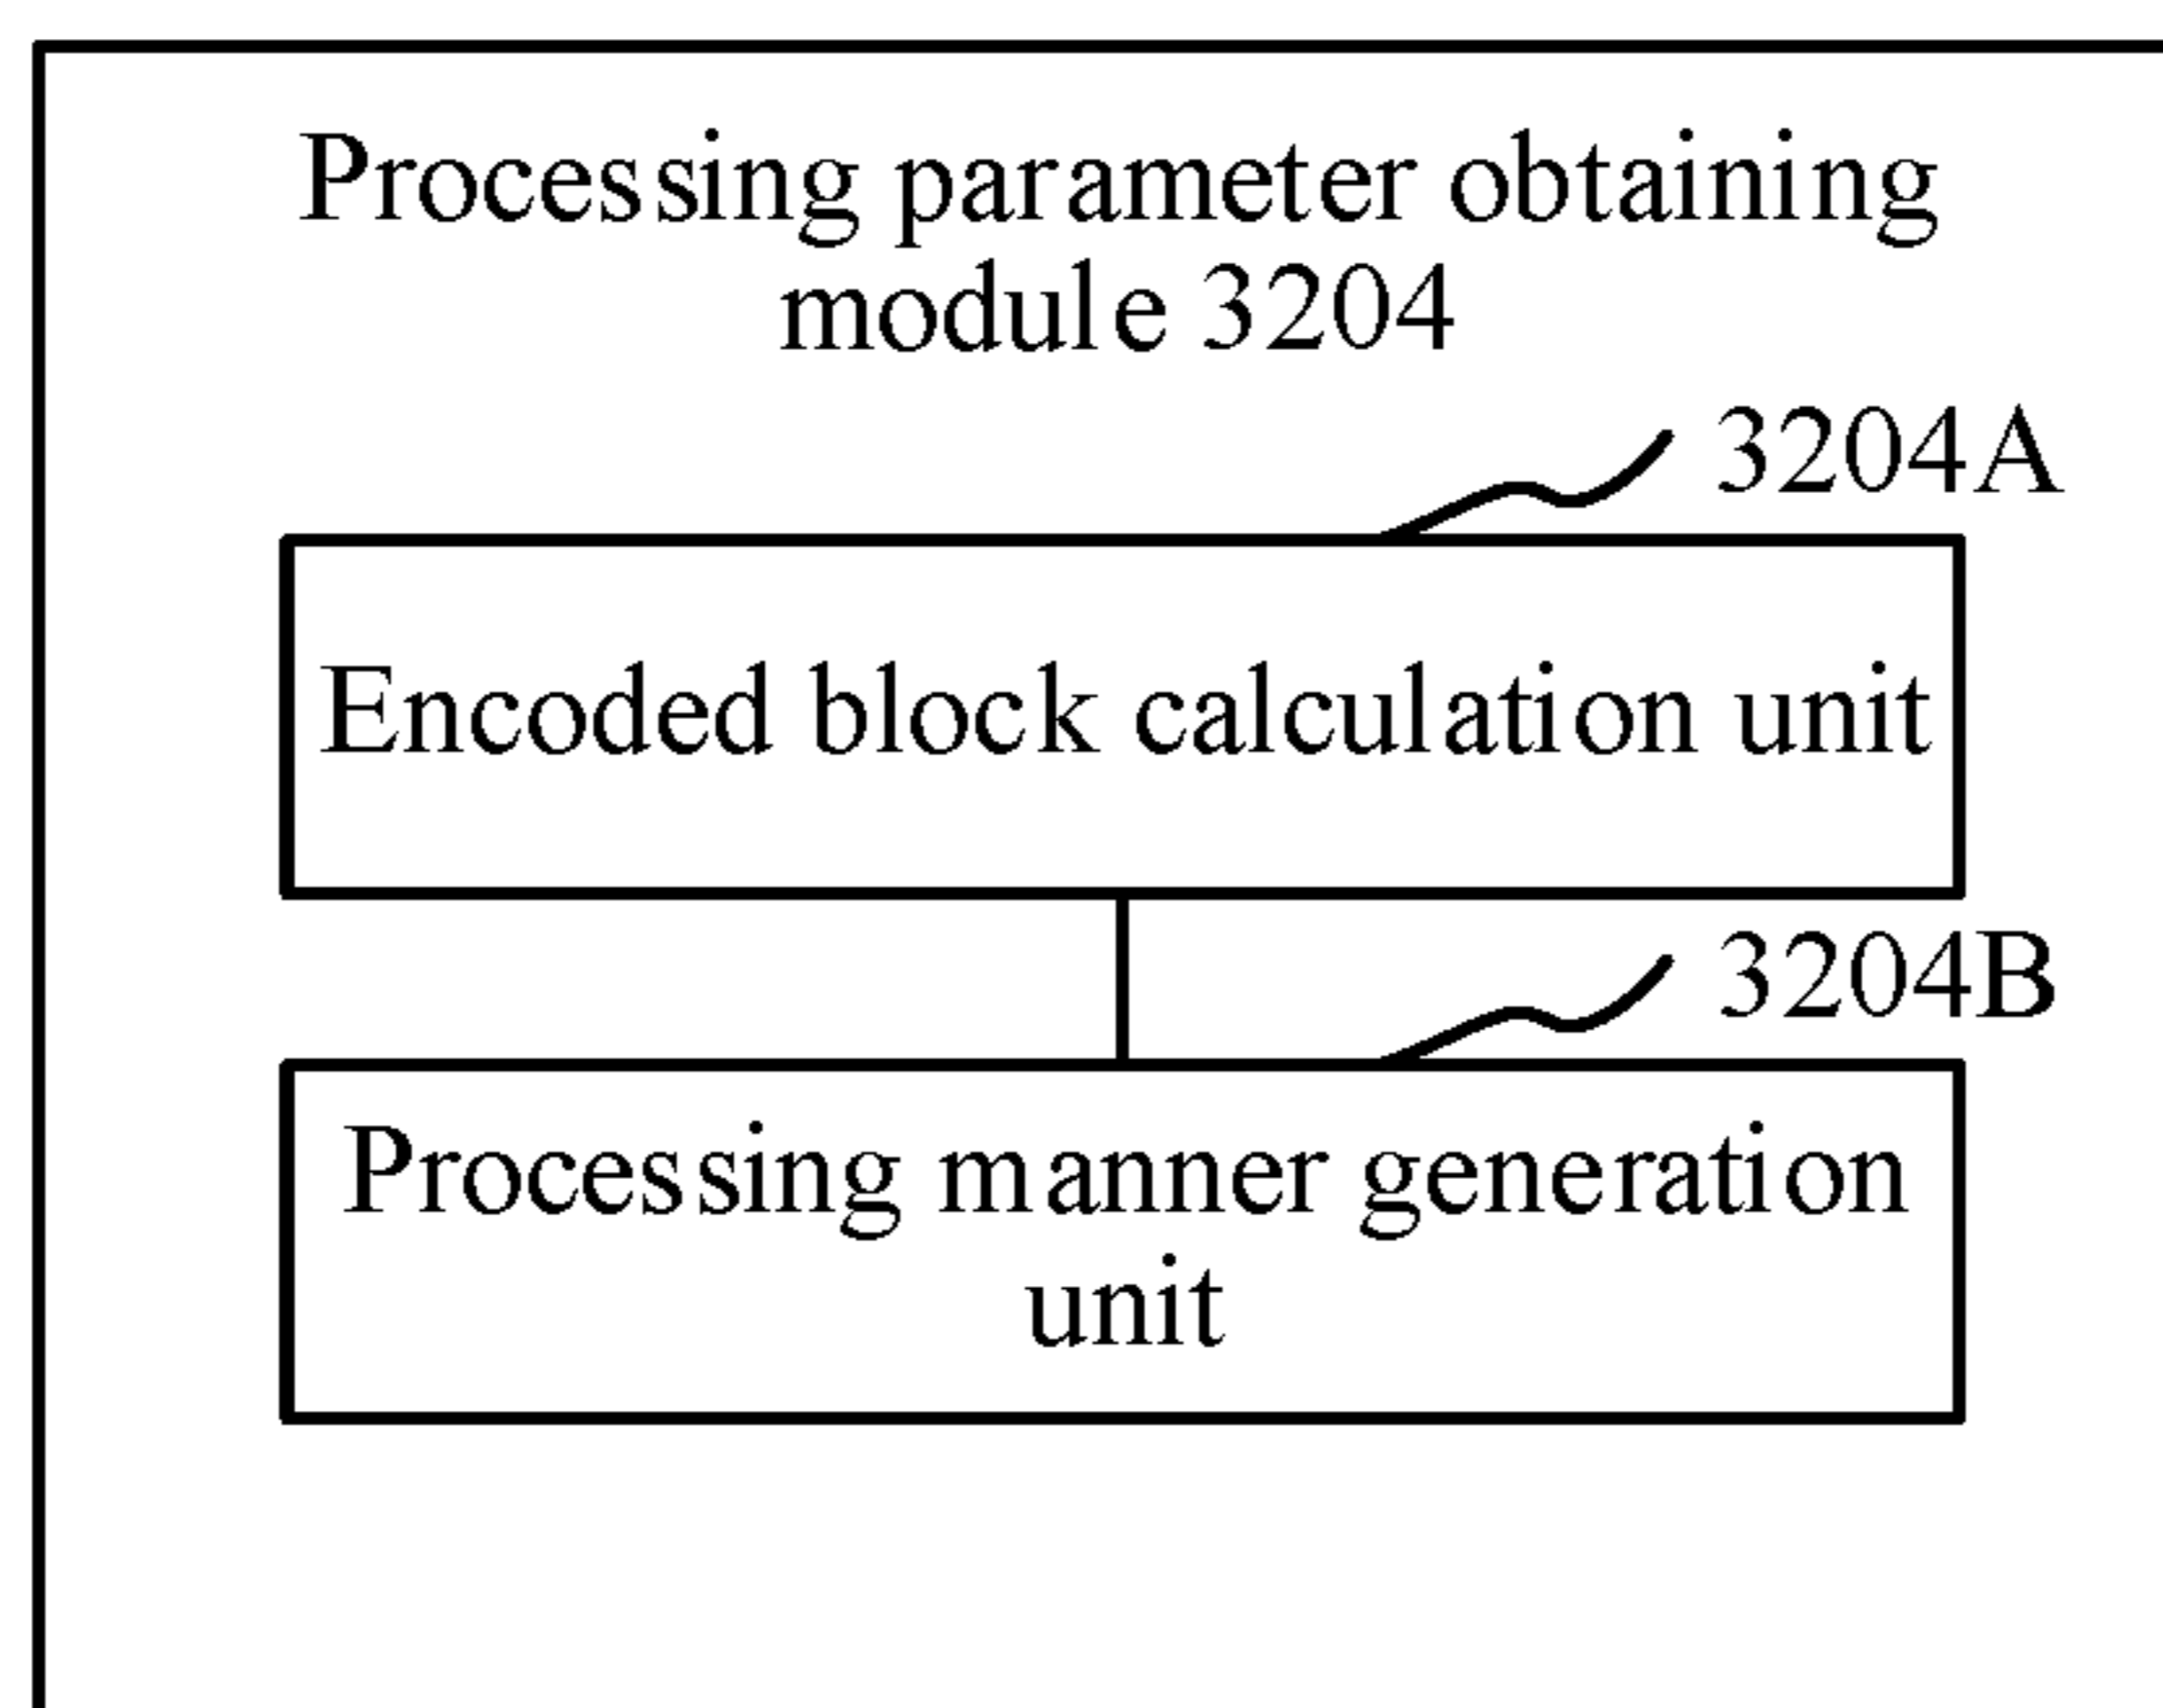 Processing parameter obtaining
module 3204
3204A
Encoded block calculation unit
3204B
Processing manner generation
unit